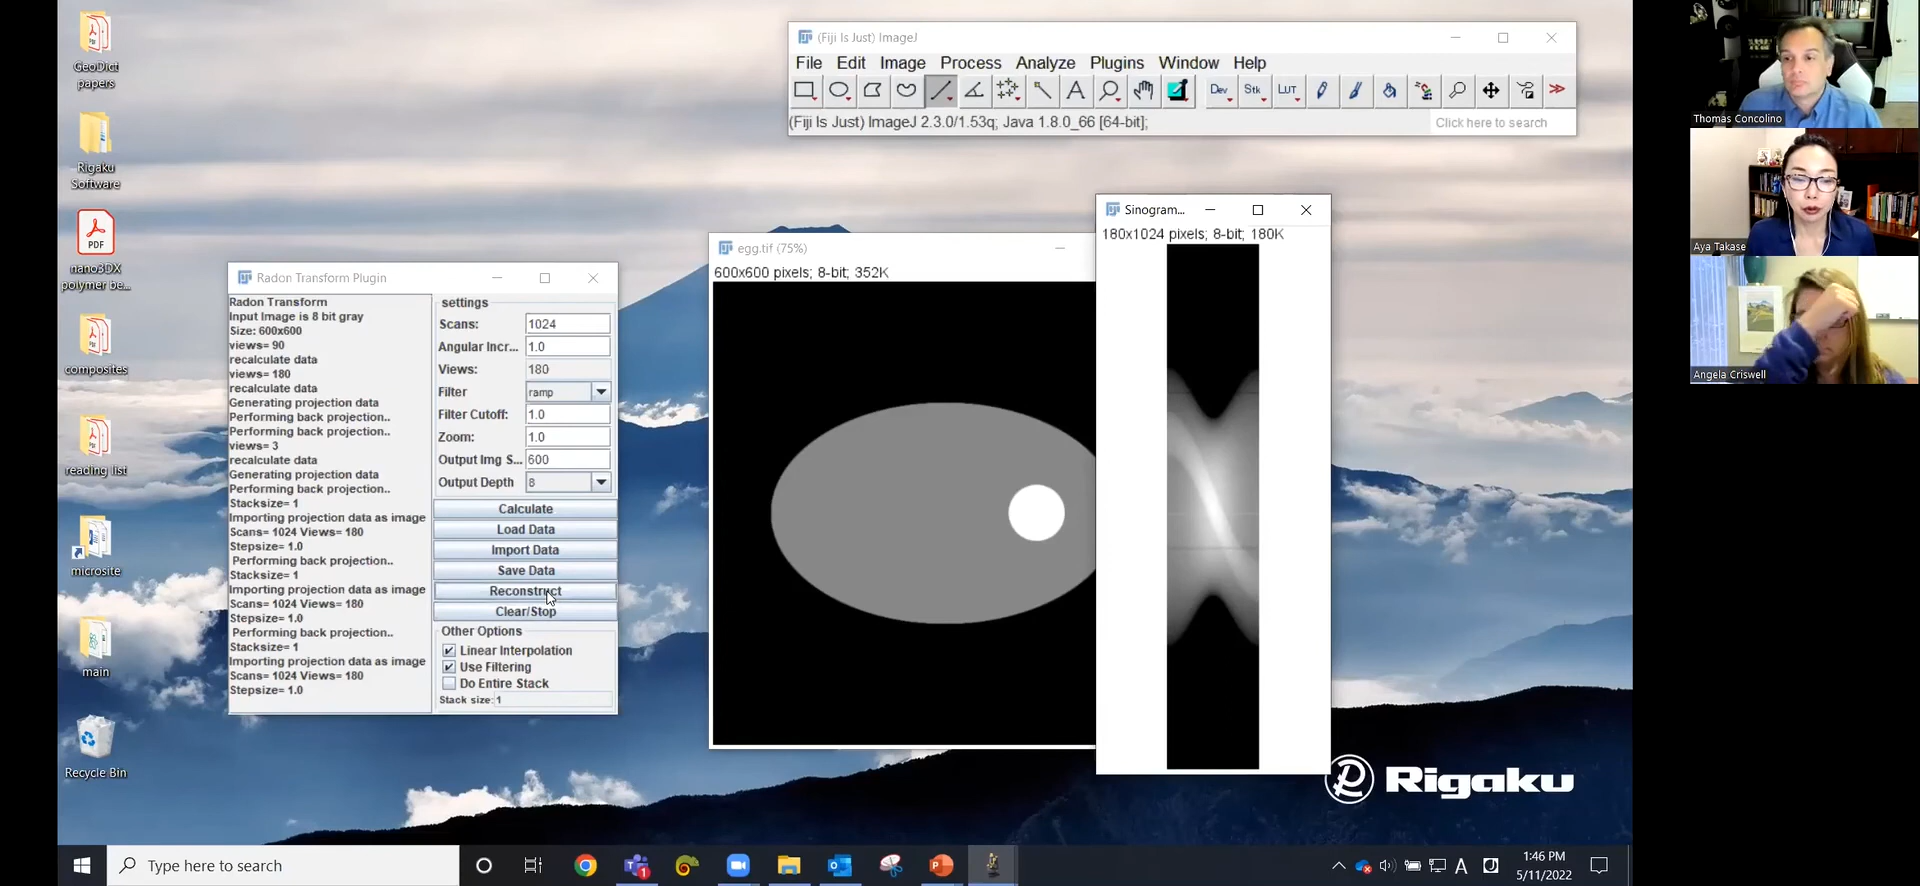 GeoDict
papers
Rigaku
Software
PDF
nano3DX
polymer be...
composites
reading list
microsite
main
Recycle Bin
(Fiji Is Just) ImageJ
File Edit Image Process Analyze Plugins Window Help
Dev Stk LUT
(Fiji Is Just) ImageJ 2.3.0/1.53q; Java 1.8.0_66 [64-bit];
Click here to search
Radon Transform Plugin
Radon Transform
Input Image is 8 bit gray
Size: 600x600
views= 90
recalculate data
views= 180
recalculate data
Generating projection data
Performing back projection..
Performing back projection..
views= 3
recalculate data
Generating projection data
Performing back projection..
Stacksize= 1
Importing projection data as image
Scans= 1024 Views= 180
Stepsize= 1.0
Performing back projection..
Stacksize= 1
Importing projection data as image
Scans= 1024 Views= 180
Stepsize= 1.0
Performing back projection..
Stacksize= 1
Importing projection data as image
Scans= 1024 Views= 180
Stepsize= 1.0
settings
Scans: 1024
Angular Incr... 1.0
Views: 180
Filter ramp
Filter Cutoff: 1.0
Zoom: 1.0
Output Img S... 600
Output Depth 8
Calculate
Load Data
Import Data
Save Data
Reconstruct
Clear/Stop
Other Options
Linear Interpolation
Use Filtering
Do Entire Stack
Stack size: 1
egg.tif (75%)
600x600 pixels; 8-bit; 352K
Sinogram...
180x1024 pixels; 8-bit; 180K
Rigaku
Thomas Concolino
Aya Takase
Angela Criswell
Type here to search
1
A
1:46 PM
5/11/2022